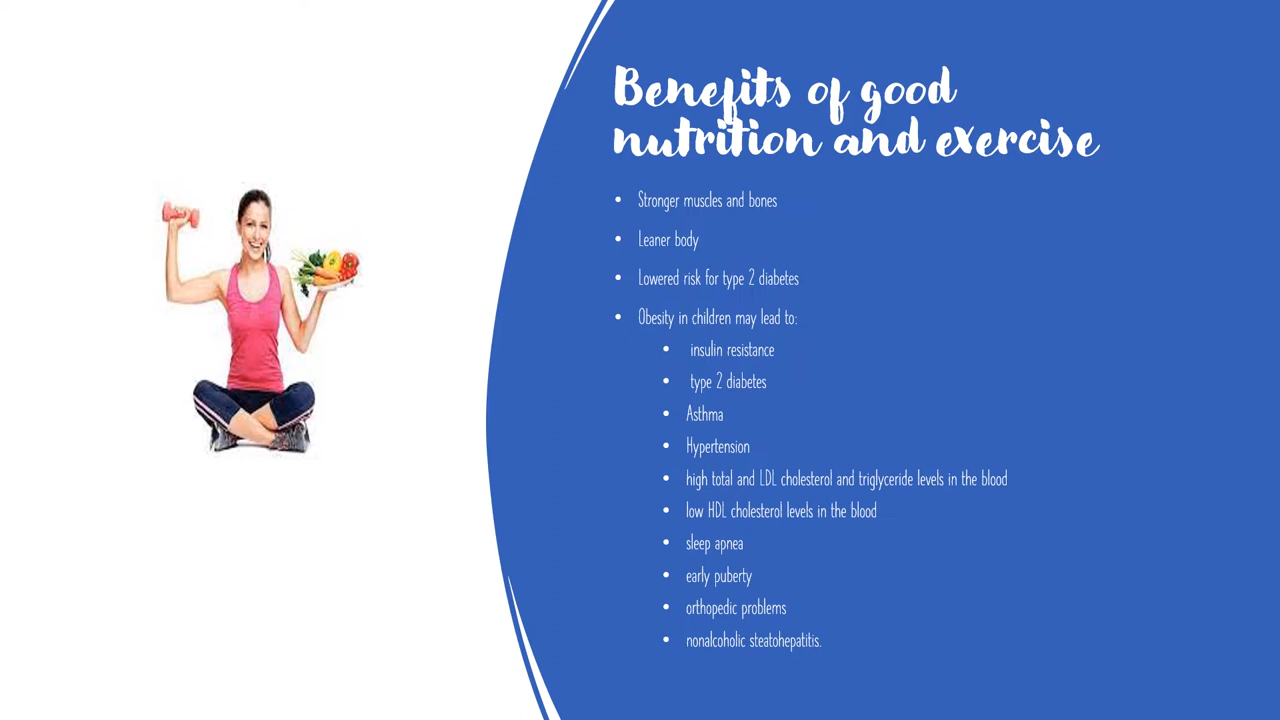 Benefits of good
nutrition and exercise
• Stronger muscles and bones
• Leaner body
• Lowered risk for type 2 diabetes
• Obesity in children may lead to:
• insulin resistance
• type 2 diabetes
• Asthma
• Hypertension
• high total and LDL cholesterol and triglyceride levels in the blood
• low HDL cholesterol levels in the blood
• sleep apnea
• early puberty
• orthopedic problems
• nonalcoholic steatohepatitis.